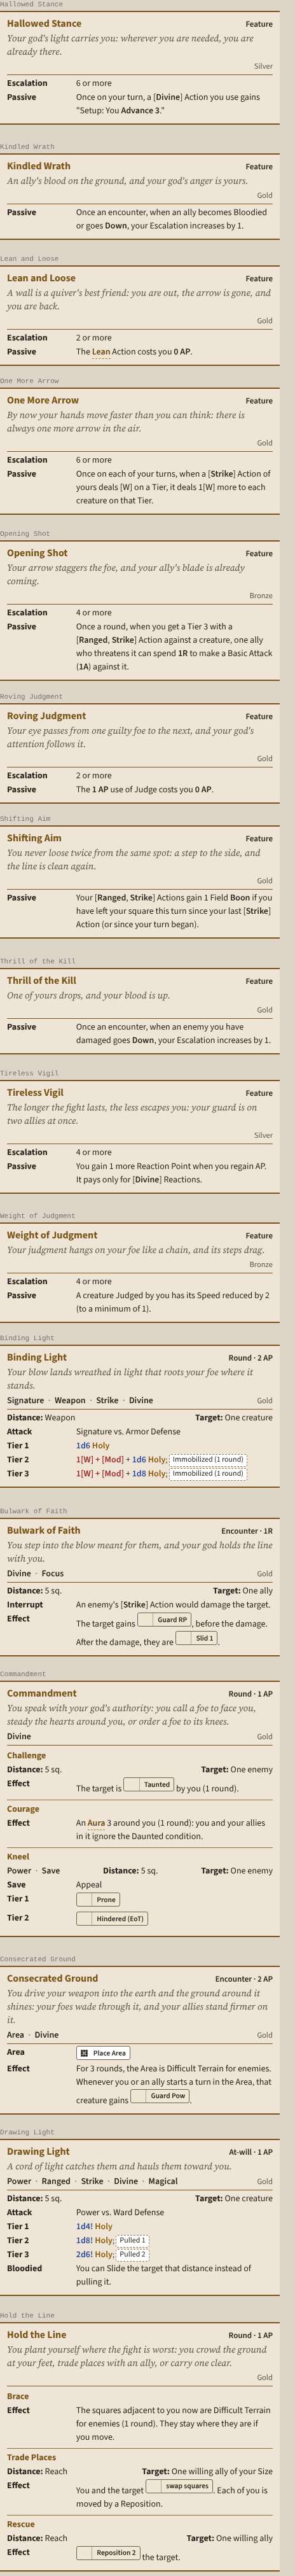 Hallowed Stance
Hallowed Stance Feature
Your god's light carries you: wherever you are needed, you are
already there.
Silver
Escalation 6 or more
Passive Once on your turn, a [Divine] Action you use gains
"Setup: You Advance 3."
Kindled Wrath
Kindled Wrath Feature
An ally's blood on the ground, and your god's anger is yours.
Gold
Passive Once an encounter, when an ally becomes Bloodied
or goes Down, your Escalation increases by 1.
Lean and Loose
Lean and Loose Feature
A wall is a quiver's best friend: you are out, the arrow is gone, and
you are back.
Gold
Escalation 2 or more
Passive The Lean Action costs you 0 AP.
One More Arrow
One More Arrow Feature
By now your hands move faster than you can think: there is
always one more arrow in the air.
Gold
Escalation 6 or more
Passive Once on each of your turns, when a [Strike] Action of
yours deals [W] on a Tier, it deals 1[W] more to each
creature on that Tier.
Opening Shot
Opening Shot Feature
Your arrow staggers the foe, and your ally's blade is already
coming.
Bronze
Escalation 4 or more
Passive Once a round, when you get a Tier 3 with a
[Ranged, Strike] Action against a creature, one ally
who threatens it can spend 1R to make a Basic Attack
(1A) against it.
Roving Judgment
Roving Judgment Feature
Your eye passes from one guilty foe to the next, and your god's
attention follows it.
Gold
Escalation 2 or more
Passive The 1 AP use of Judge costs you 0 AP.
Shifting Aim
Shifting Aim Feature
You never loose twice from the same spot: a step to the side, and
the line is clean again.
Gold
Passive Your [Ranged, Strike] Actions gain 1 Field Boon if you
have left your square this turn since your last [Strike]
Action (or since your turn began).
Thrill of the Kill
Thrill of the Kill Feature
One of yours drops, and your blood is up.
Gold
Passive Once an encounter, when an enemy you have
damaged goes Down, your Escalation increases by 1.
Tireless Vigil
Tireless Vigil Feature
The longer the fight lasts, the less escapes you: your guard is on
two allies at once.
Silver
Escalation 4 or more
Passive You gain 1 more Reaction Point when you regain AP.
It pays only for [Divine] Reactions.
Weight of Judgment
Weight of Judgment Feature
Your judgment hangs on your foe like a chain, and its steps drag.
Bronze
Escalation 4 or more
Passive A creature Judged by you has its Speed reduced by 2
(to a minimum of 1).
Binding Light
Binding Light Round · 2 AP
Your blow lands wreathed in light that roots your foe where it
stands.
Signature · Weapon · Strike · Divine Gold
Distance: Weapon Target: One creature
Attack Signature vs. Armor Defense
Tier 1 1d6 Holy
Tier 2 1[W] + [Mod] + 1d6 Holy; Immobilized (1 round)
Tier 3 1[W] + [Mod] + 1d8 Holy; Immobilized (1 round)
Bulwark of Faith
Bulwark of Faith Encounter · 1R
You step into the blow meant for them, and your god holds the line
with you.
Divine · Focus Gold
Distance: 5 sq. Target: One ally
Interrupt An enemy's [Strike] Action would damage the target.
Effect The target gains Guard RP, before the damage.
After the damage, they are Slid 1.
Commandment
Commandment Round · 1 AP
You speak with your god's authority: you call a foe to face you,
steady the hearts around you, or order a foe to its knees.
Divine Gold
Challenge
Distance: 5 sq. Target: One enemy
Effect The target is Taunted by you (1 round).
Courage
Effect An Aura 3 around you (1 round): you and your allies
in it ignore the Daunted condition.
Kneel
Power · Save Distance: 5 sq. Target: One enemy
Save Appeal
Tier 1 Prone
Tier 2 Hindered (EoT)
Consecrated Ground
Consecrated Ground Encounter · 2 AP
You drive your weapon into the earth and the ground around it
shines: your foes wade through it, and your allies stand firmer on
it.
Area · Divine Gold
Area Place Area
Effect For 3 rounds, the Area is Difficult Terrain for enemies.
Whenever you or an ally starts a turn in the Area, that
creature gains Guard Pow.
Drawing Light
Drawing Light At-will · 1 AP
A cord of light catches them and hauls them toward you.
Power · Ranged · Strike · Divine · Magical Gold
Distance: 5 sq. Target: One creature
Attack Power vs. Ward Defense
Tier 1 1d4! Holy
Tier 2 1d8! Holy; Pulled 1
Tier 3 2d6! Holy; Pulled 2
Bloodied You can Slide the target that distance instead of
pulling it.
Hold the Line
Hold the Line Round · 1 AP
You plant yourself where the fight is worst: you crowd the ground
at your feet, trade places with an ally, or carry one clear.
Gold
Brace
Effect The squares adjacent to you now are Difficult Terrain
for enemies (1 round). They stay where they are if
you move.
Trade Places
Distance: Reach Target: One willing ally of your Size
Effect You and the target swap squares. Each of you is
moved by a Reposition.
Rescue
Distance: Reach Target: One willing ally
Effect Reposition 2 the target.